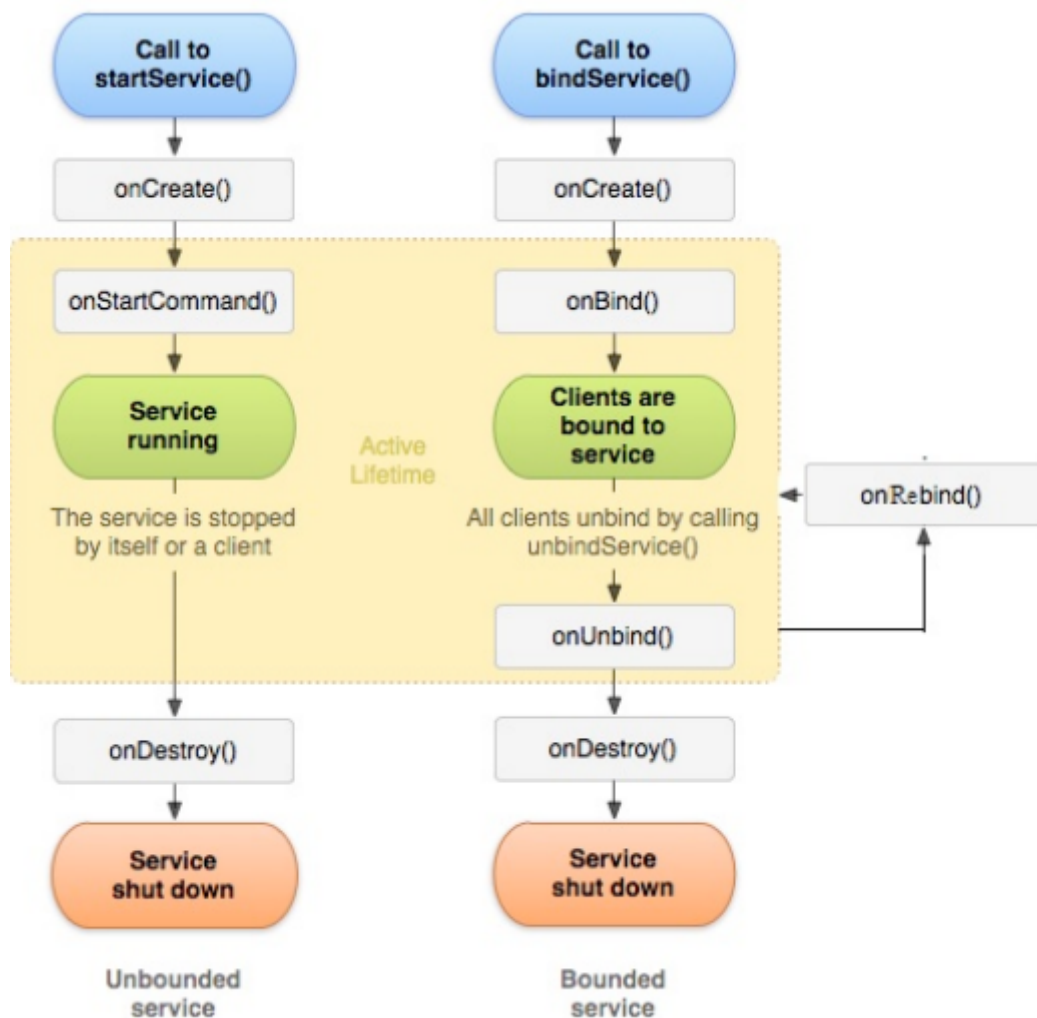 Call to
startService()
onCreate()
onStartCommand()
Service
running
The service is stopped
by itself or a client
onDestroy()
Service
shut down
Unbounded
service
Active
Lifetime
Call to
bindService()
onCreate()
onBind()
Clients are
bound to
service
All clients unbind by calling
unbindService()
onUnbind()
onDestroy()
Service
shut down
Bounded
service
onRebind()